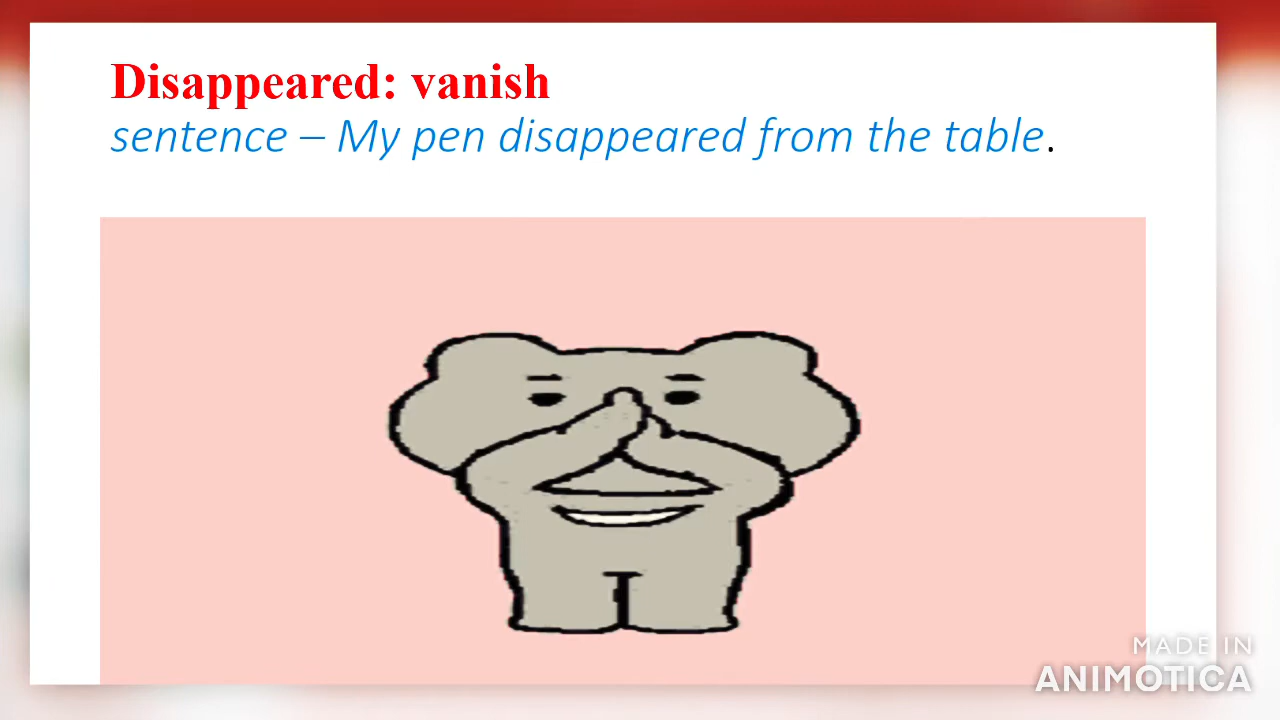 Disappeared: vanish
sentence – My pen disappeared from the table.
MADE IN
ANIMOTICA